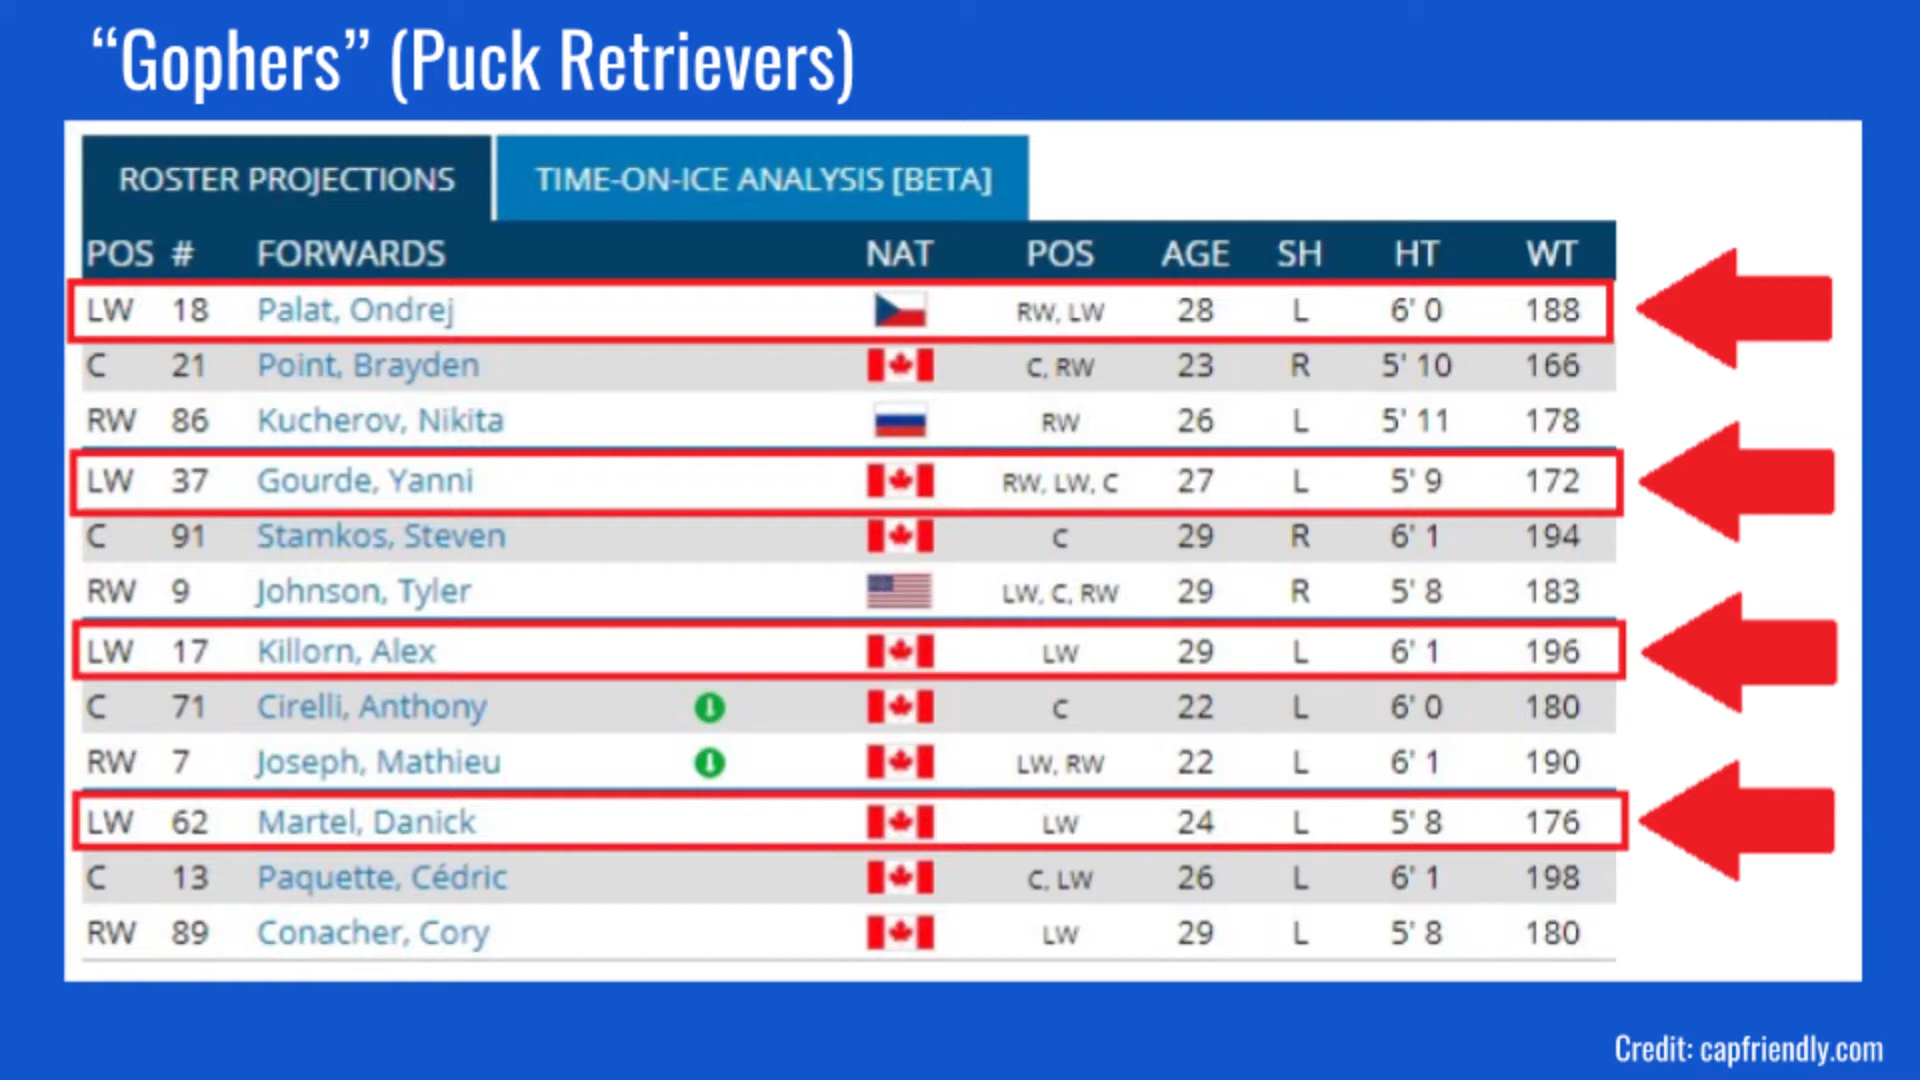 “Gophers” (Puck Retrievers)
ROSTER PROJECTIONS TIME-ON-ICE ANALYSIS [BETA]
POS # FORWARDS NAT POS AGE SH HT WT
LW 18 Palat, Ondrej RW, LW 28 L 6' 0 188
C 21 Point, Brayden C, RW 23 R 5' 10 166
RW 86 Kucherov, Nikita RW 26 L 5' 11 178
LW 37 Gourde, Yanni RW, LW, C 27 L 5' 9 172
C 91 Stamkos, Steven C 29 R 6' 1 194
RW 9 Johnson, Tyler LW, C, RW 29 R 5' 8 183
LW 17 Killorn, Alex LW 29 L 6' 1 196
C 71 Cirelli, Anthony C 22 L 6' 0 180
RW 7 Joseph, Mathieu LW, RW 22 L 6' 1 190
LW 62 Martel, Danick LW 24 L 5' 8 176
C 13 Paquette, Cédric C, LW 26 L 6' 1 198
RW 89 Conacher, Cory LW 29 L 5' 8 180
Credit: capfriendly.com